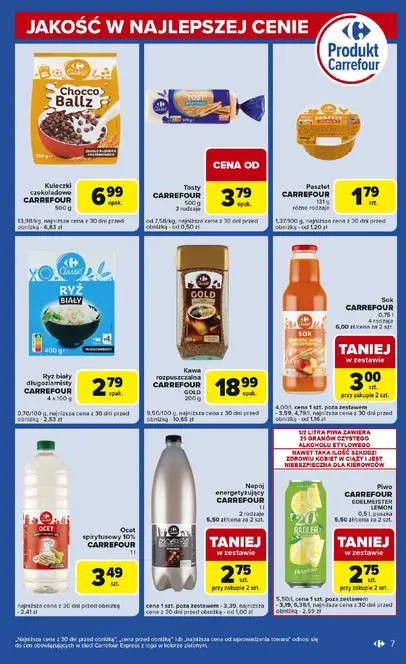 JAKOŚĆ W NAJLEPSZEJ CENIE
Carrefour
Produkt
Carrefour
Classic
Chocco
Ballz
Kuleczki
czekoladowe
CARREFOUR
500 g
6 99
opak.
13,98/kg, najniższa cena z 30 dni przed
obniżką - 6,83 zł
TOST
Tosty
CARREFOUR
500 g
3 rodzaje
CENA OD
3 79
opak.
od 7,58/kg, najniższa cena z 30 dni przed
obniżką - od 0,50 zł
PASZTET
Pasztet
CARREFOUR
131 g
różne rodzaje
1 79
szt.
1,37/100 g, najniższa cena z 30 dni przed
obniżką - 1,20 zł
Classic
RYŻ
BIAŁY
400 g
Ryż biały
długoziarnisty
CARREFOUR
4 x 100 g
2 79
opak.
0,70/100 g, najniższa cena z 30 dni przed
obniżką - 2,53 zł
GOLD
Kawa
rozpuszczalna
CARREFOUR
GOLD
200 g
18 99
opak.
9,50/100 g, najniższa cena z 30 dni przed
obniżką - 10,85 zł
SOK
Sok
CARREFOUR
0,75 l
4 rodzaje
6,00 zł/cena za 2 szt.
TANIEJ
w zestawie
3 00
szt.
przy zakupie 2 szt.
4,00/l, cena 1 szt. poza zestawem
- 3,59, 4,79/l, najniższa cena z 30 dni przed
obniżką - od 1,16 zł
OCET
Ocet
spirytusowy 10%
CARREFOUR
1 l
3 49
szt.
najniższa cena z 30 dni przed obniżką
- 2,41 zł
Napój
energetyzujący
CARREFOUR
1 l
2 rodzaje
5,50 zł/cena za 2 szt.
TANIEJ
w zestawie
2 75
szt.
przy zakupie 2 szt.
cena 1 szt. poza zestawem - 3,39, najniższa
cena z 30 dni przed obniżką - od 1,00 zł
1/2 LITRA PIWA ZAWIERA
25 GRAMÓW CZYSTEGO
ALKOHOLU ETYLOWEGO
NAWET TAKA ILOŚĆ SZKODZI
ZDROWIU KOBIET W CIĄŻY I JEST
NIEBEZPIECZNA DLA KIEROWCÓW
RADLER
Piwo
CARREFOUR
EDELMEISTER
LEMON
0,5 l, puszka
5,50 zł/cena za 2 szt.
TANIEJ
w zestawie
2 75
szt.
przy zakupie 2 szt.
5,50/l, cena 1 szt. poza zestawem
- 3,19, 6,38/l, najniższa cena z 30 dni przed
obniżką
„Najniższa cena z 30 dni przed obniżką", „cena przed obniżką" lub „najniższa cena od wprowadzenia towaru" odnosi się
do cen obowiązujących w sieci Carrefour Express z logo w kolorze zielonym.
7